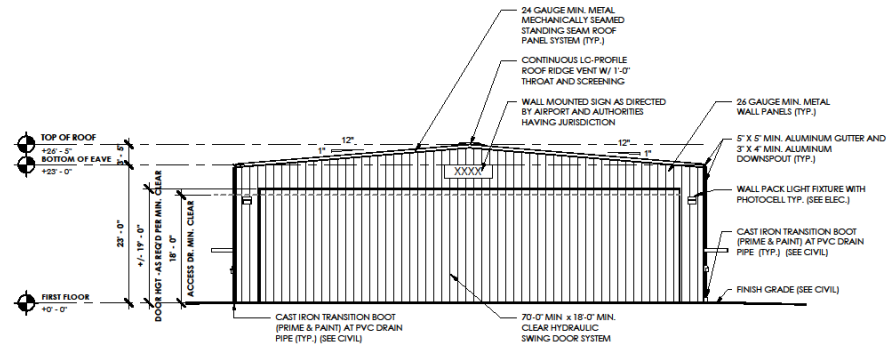 24 GAUGE MIN. METAL
MECHANICALLY SEAMED
STANDING SEAM ROOF
PANEL SYSTEM (TYP.)
CONTINUOUS LC-PROFILE
ROOF RIDGE VENT W/ 1'-0"
THROAT AND SCREENING
WALL MOUNTED SIGN AS DIRECTED
BY AIRPORT AND AUTHORITIES
HAVING JURISDICTION
26 GAUGE MIN. METAL
WALL PANELS (TYP.)
5" X 5" MIN. ALUMINUM GUTTER AND
3" X 4" MIN. ALUMINUM
DOWNSPOUT (TYP.)
TOP OF ROOF
+26' - 5"
BOTTOM OF EAVE
+23' - 0"
3' - 5"
12"
1"
12"
1"
XXXX
WALL PACK LIGHT FIXTURE WITH
PHOTOCELL TYP. (SEE ELEC.)
23' - 0"
+/- 19' - 0"
DOOR HGT -AS REQ'D PER MIN. CLEAR
18' - 0"
ACCESS DR. MIN. CLEAR
CAST IRON TRANSITION BOOT
(PRIME & PAINT) AT PVC DRAIN
PIPE (TYP.) (SEE CIVIL)
FINISH GRADE (SEE CIVIL)
FIRST FLOOR
+0' - 0"
CAST IRON TRANSITION BOOT
(PRIME & PAINT) AT PVC DRAIN
PIPE (TYP.) (SEE CIVIL)
70'-0" MIN x 18'-0" MIN.
CLEAR HYDRAULIC
SWING DOOR SYSTEM